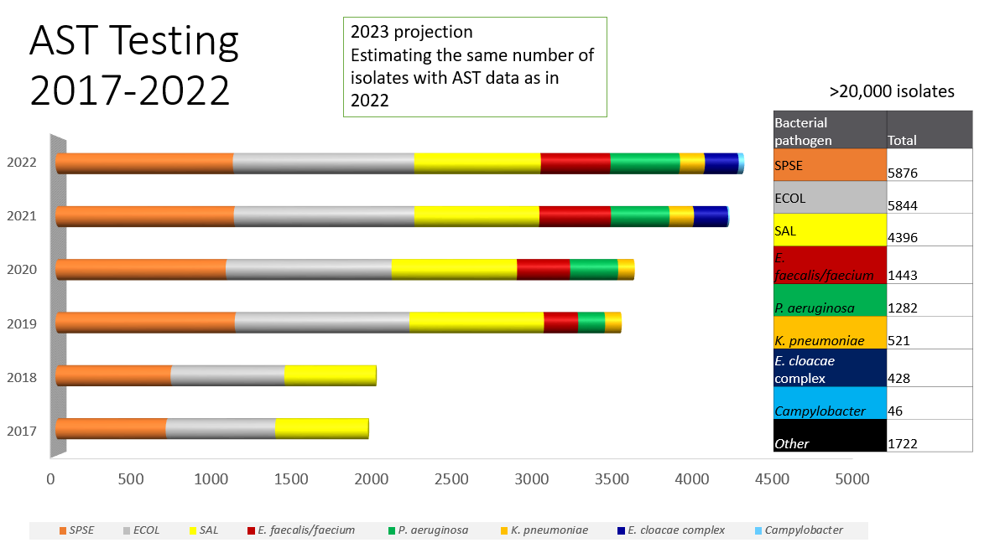 AST Testing
2017-2022
2023 projection
Estimating the same number of
isolates with AST data as in
2022
>20,000 isolates
Bacterial
pathogen Total
SPSE 5876
ECOL 5844
SAL 4396
E.
faecalis/faecium 1443
P. aeruginosa 1282
K. pneumoniae 521
E. cloacae
complex 428
Campylobacter 46
Other 1722
2022
2021
2020
2019
2018
2017
0 500 1000 1500 2000 2500 3000 3500 4000 4500 5000
SPSE ECOL SAL E. faecalis/faecium P. aeruginosa K. pneumoniae E. cloacae complex Campylobacter